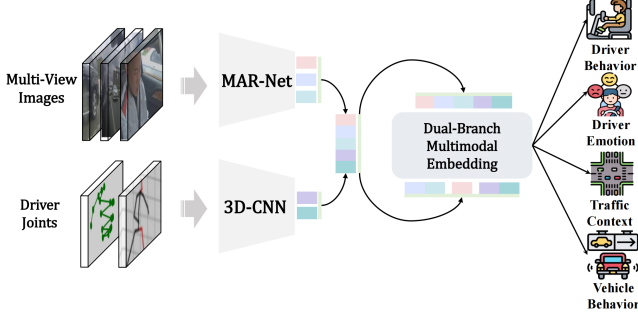 Multi-View
Images
MAR-Net
Driver
Joints
3D-CNN
Dual-Branch
Multimodal
Embedding
Driver
Behavior
Driver
Emotion
Traffic
Context
Vehicle
Behavior